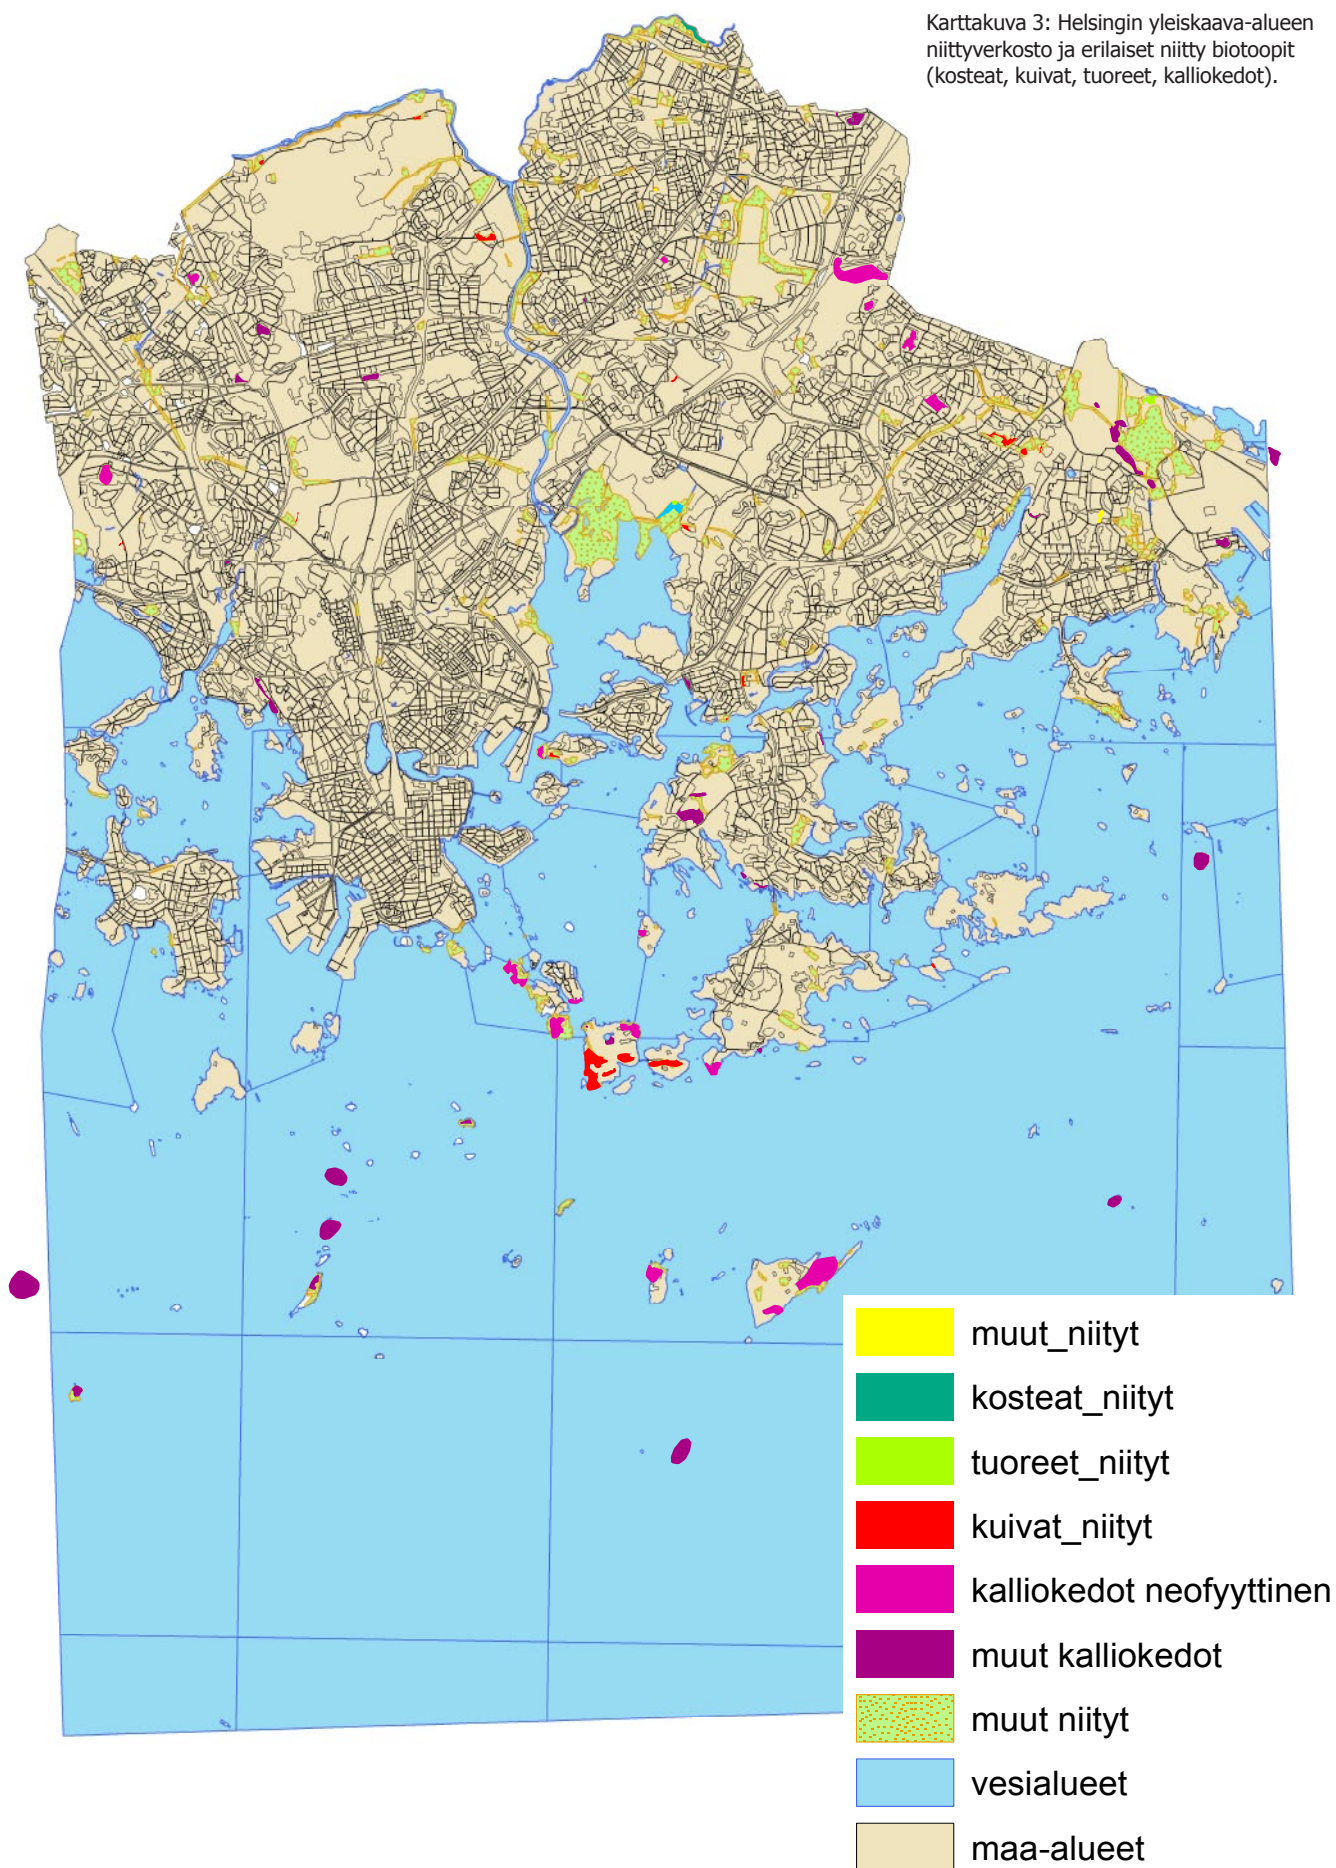 Karttakuva 3: Helsingin yleiskaava-alueen
niittyverkosto ja erilaiset niitty biotoopit
(kosteat, kuivat, tuoreet, kalliokedot).
muut_niityt
kosteat_niityt
tuoreet_niityt
kuivat_niityt
kalliokedot neofyyttinen
muut kalliokedot
muut niityt
vesialueet
maa-alueet